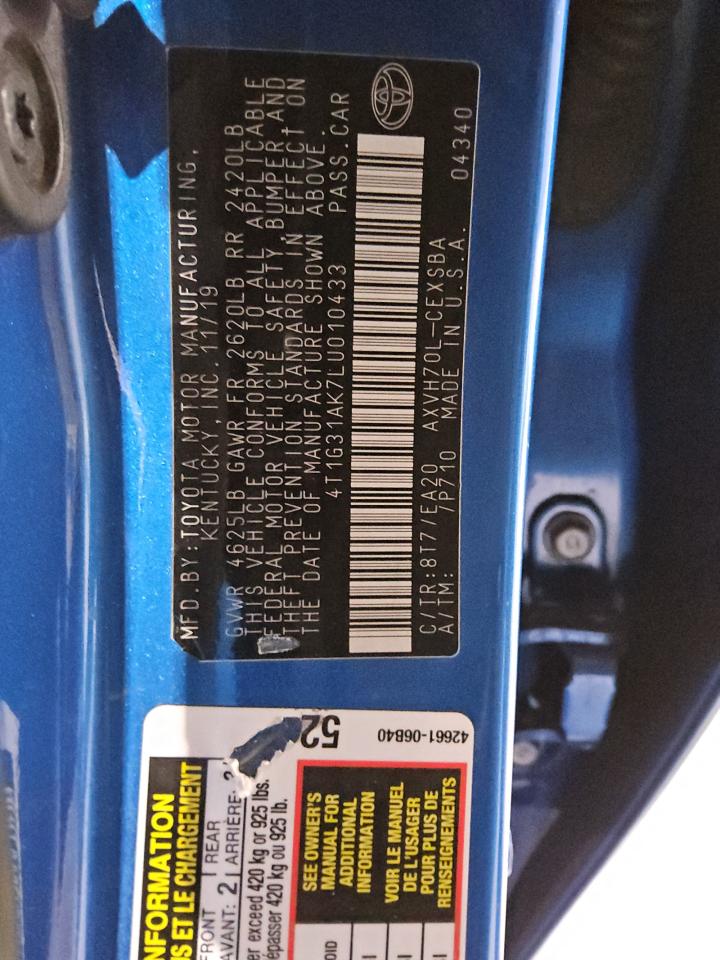 MFD.BY:TOYOTA MOTOR MANUFACTURING,
KENTUCKY, INC. 11/19
GVWR 4625LB GAWR FR 2620LB RR 2420LB
THIS VEHICLE CONFORMS TO ALL APPLICABLE
FEDERAL MOTOR VEHICLE SAFETY, BUMPER,AND
THEFT PREVENTION STANDARDS IN EFFECT ON
THE DATE OF MANUFACTURE SHOWN ABOVE.
4T1G31AK7LU010433 PASS.CAR
C/TR:8T7/EA20 AXVH70L-CEXSBA
A/TM: /P710 MADE IN U.S.A. 04340
NFORMATION
S ET LE CHARGEMENT
FRONT | REAR
AVANT: 2 | ARRIÈRE:
er exceed 420 kg or 925 lbs.
épasser 420 kg ou 925 lb.
52
42661-06B40
SEE OWNER'S
MANUAL FOR
ADDITIONAL
INFORMATION
VOIR LE MANUEL
DE L'USAGER
POUR PLUS DE
RENSEIGNEMENTS